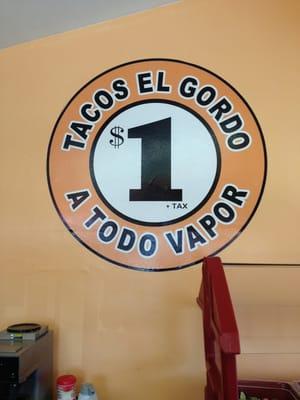 TACOS EL GORDO
$1
+ TAX
A TODO VAPOR